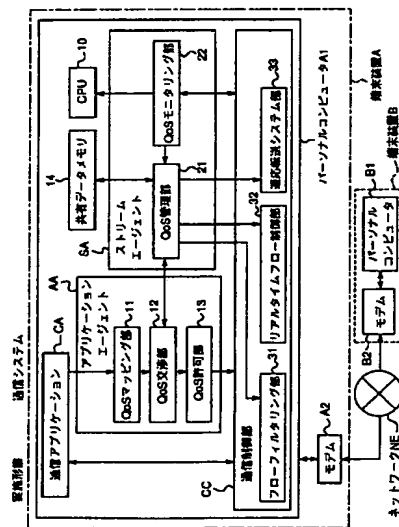 実施形態 通信システム
通信アプリケーション
CA
AA
アプリケーション
エージェント
QoSマッピング部
11
QoS交渉部
12
QoS許可部
13
共有データメモリ
14
CPU
10
SA
ストリーム
エージェント
QoS管理部
21
QoSモニタリング部
22
CC
通信制御部
フローフィルタリング部
31
リアルタイムフロー制御部
32
適応転送システム部
33
パーソナルコンピュータA1
端末装置A
モデム
A2
ネットワークNE
モデム
B2
パーソナル
コンピュータ
B1
端末装置B